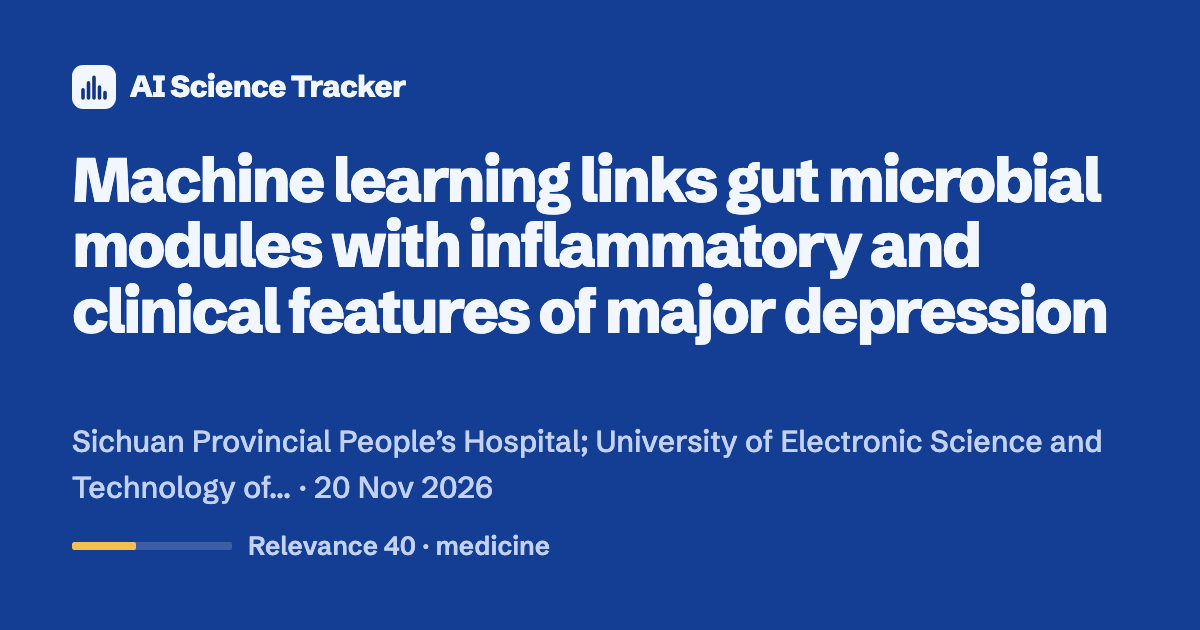 AI Science Tracker
Machine learning links gut microbial
modules with inflammatory and
clinical features of major depression
Sichuan Provincial People’s Hospital; University of Electronic Science and
Technology of… · 20 Nov 2026
Relevance 40 · medicine